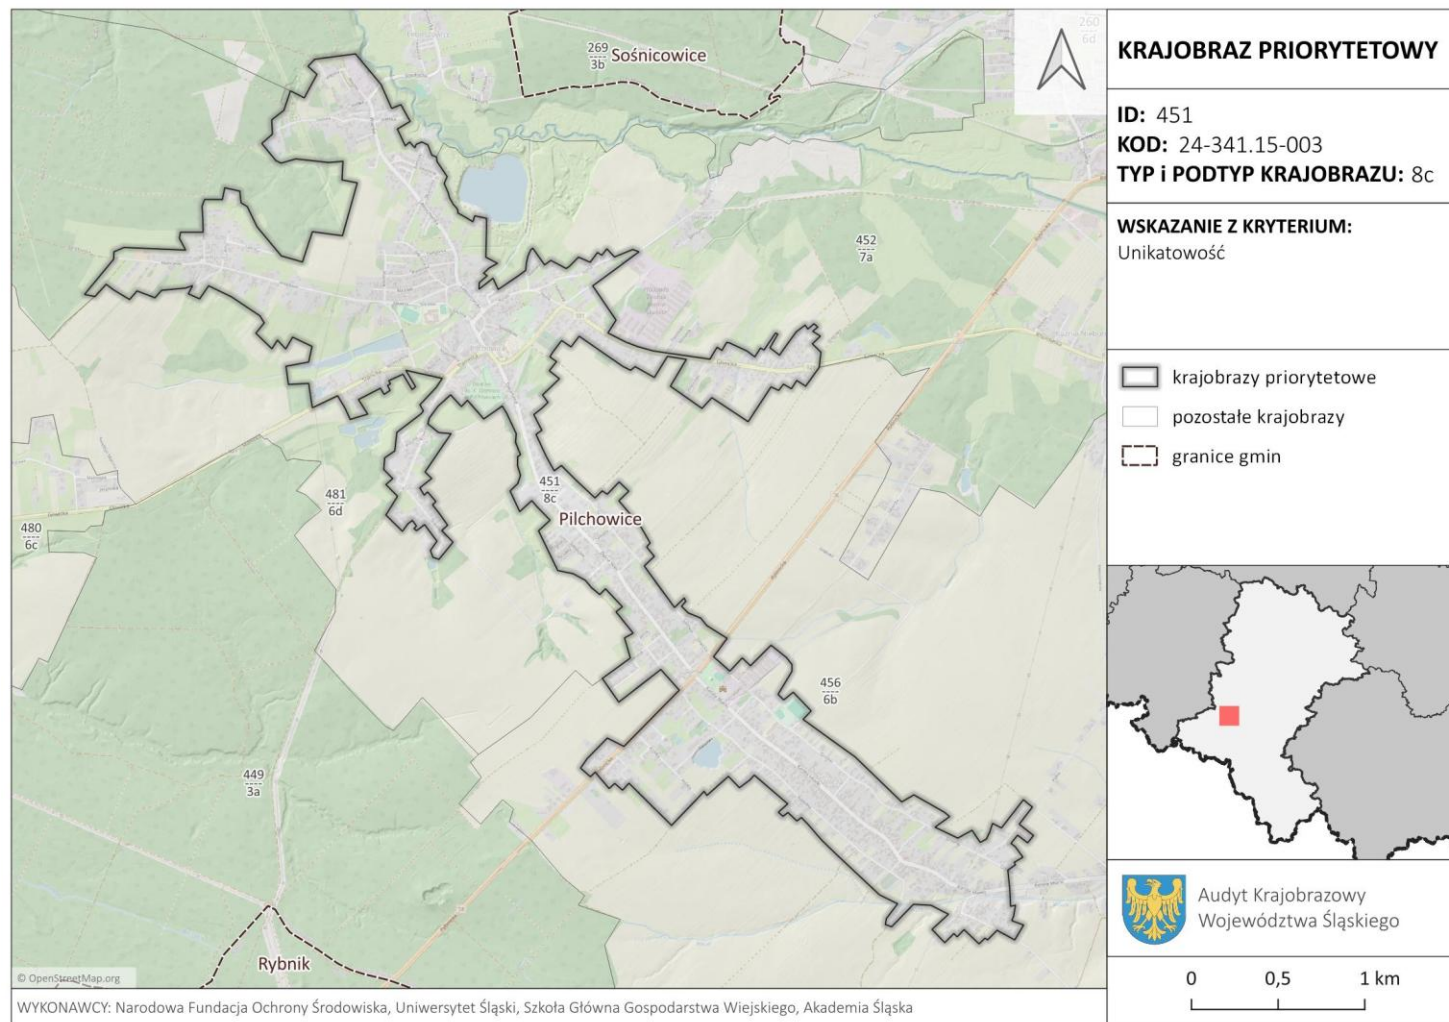 269
3b
Sośnicowice
260
6d
452
7a
451
8c
Pilchowice
481
6d
480
6c
456
6b
449
3a
Rybnik
© OpenStreetMap.org
WYKONAWCY: Narodowa Fundacja Ochrony Środowiska, Uniwersytet Śląski, Szkoła Główna Gospodarstwa Wiejskiego, Akademia Śląska
KRAJOBRAZ PRIORYTETOWY
ID: 451
KOD: 24-341.15-003
TYP i PODTYP KRAJOBRAZU: 8c
WSKAZANIE Z KRYTERIUM:
Unikatowość
krajobrazy priorytetowe
pozostałe krajobrazy
granice gmin
Audyt Krajobrazowy
Województwa Śląskiego
0 0,5 1 km